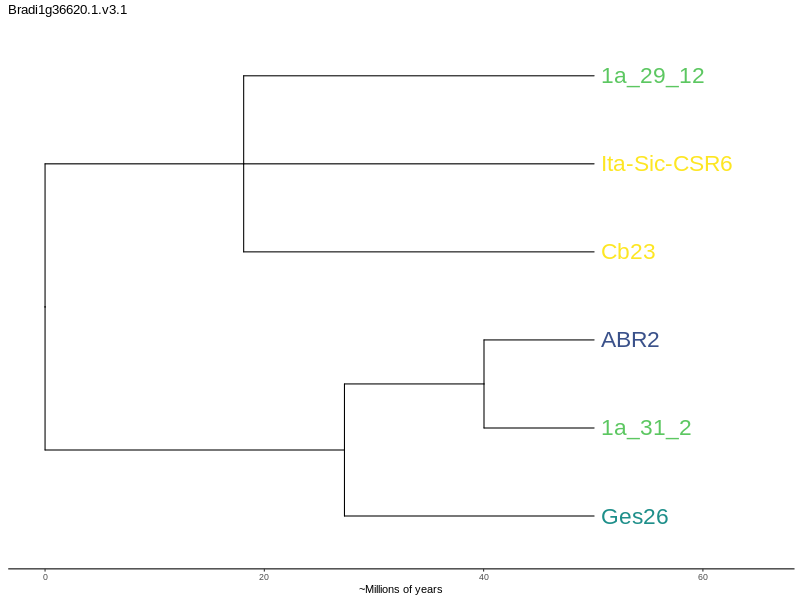 Bradi1g36620.1.v3.1
1a_29_12
Ita-Sic-CSR6
Cb23
ABR2
1a_31_2
Ges26
0 20 40 60
~Millions of years